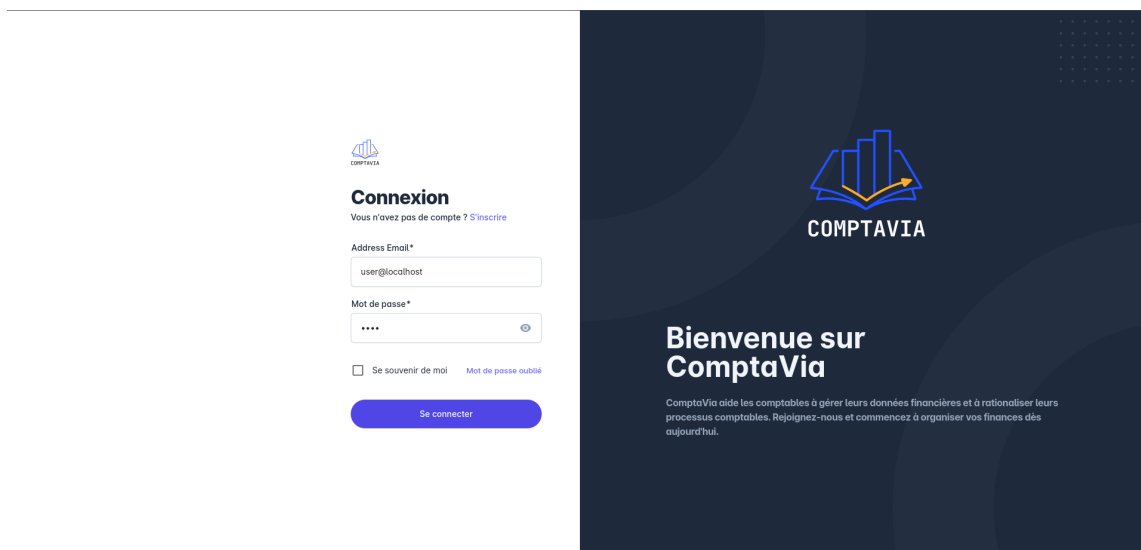 COMPTAVIA
Connexion
Vous n'avez pas de compte ? S'inscrire
Address Email*
user@localhost
Mot de passe*
••••
Se souvenir de moi Mot de passe oublié
Se connecter
COMPTAVIA
Bienvenue sur
ComptaVia
ComptaVia aide les comptables à gérer leurs données financières et à rationaliser leurs
processus comptables. Rejoignez-nous et commencez à organiser vos finances dès
aujourd'hui.